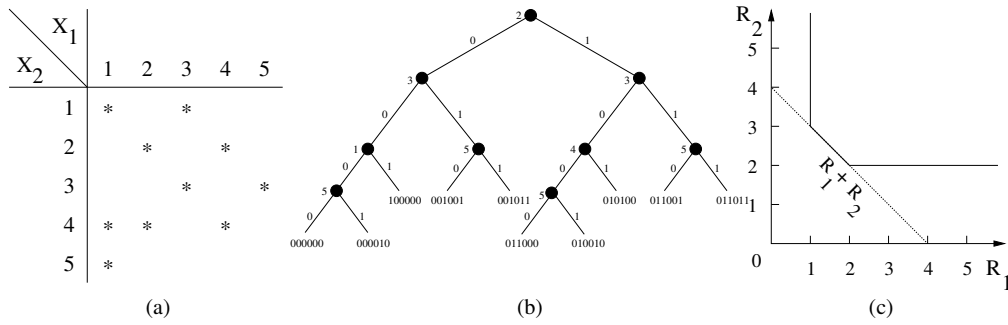 X1
X2 1 2 3 4 5
1 * *
2 * *
3 * *
4 * * *
5 *
(a)
2
0 1
3 3
0 1 0 1
1 5 4 5
0 1 0 1 0 1 0 1
5 100000 001001 001011 5 010100 011001 011011
0 1 0 1
000000 000010 011000 010010
(b)
R2
5
4
3
2
1
R1 + R2
0 1 2 3 4 5 R1
(c)